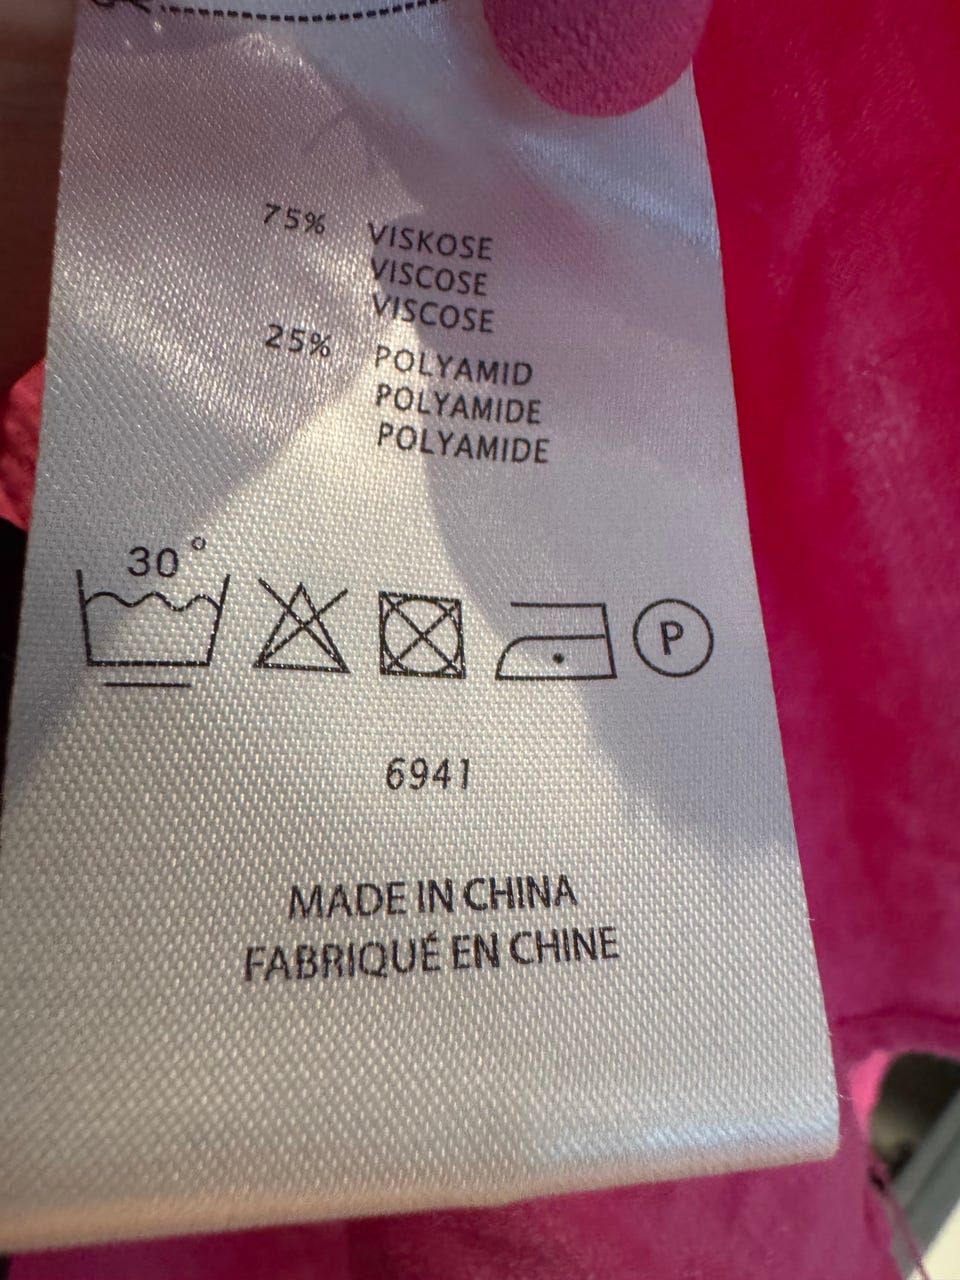 75% VISKOSE
VISCOSE
VISCOSE
25% POLYAMID
POLYAMIDE
POLYAMIDE
30°
P
6941
MADE IN CHINA
FABRIQUÉ EN CHINE